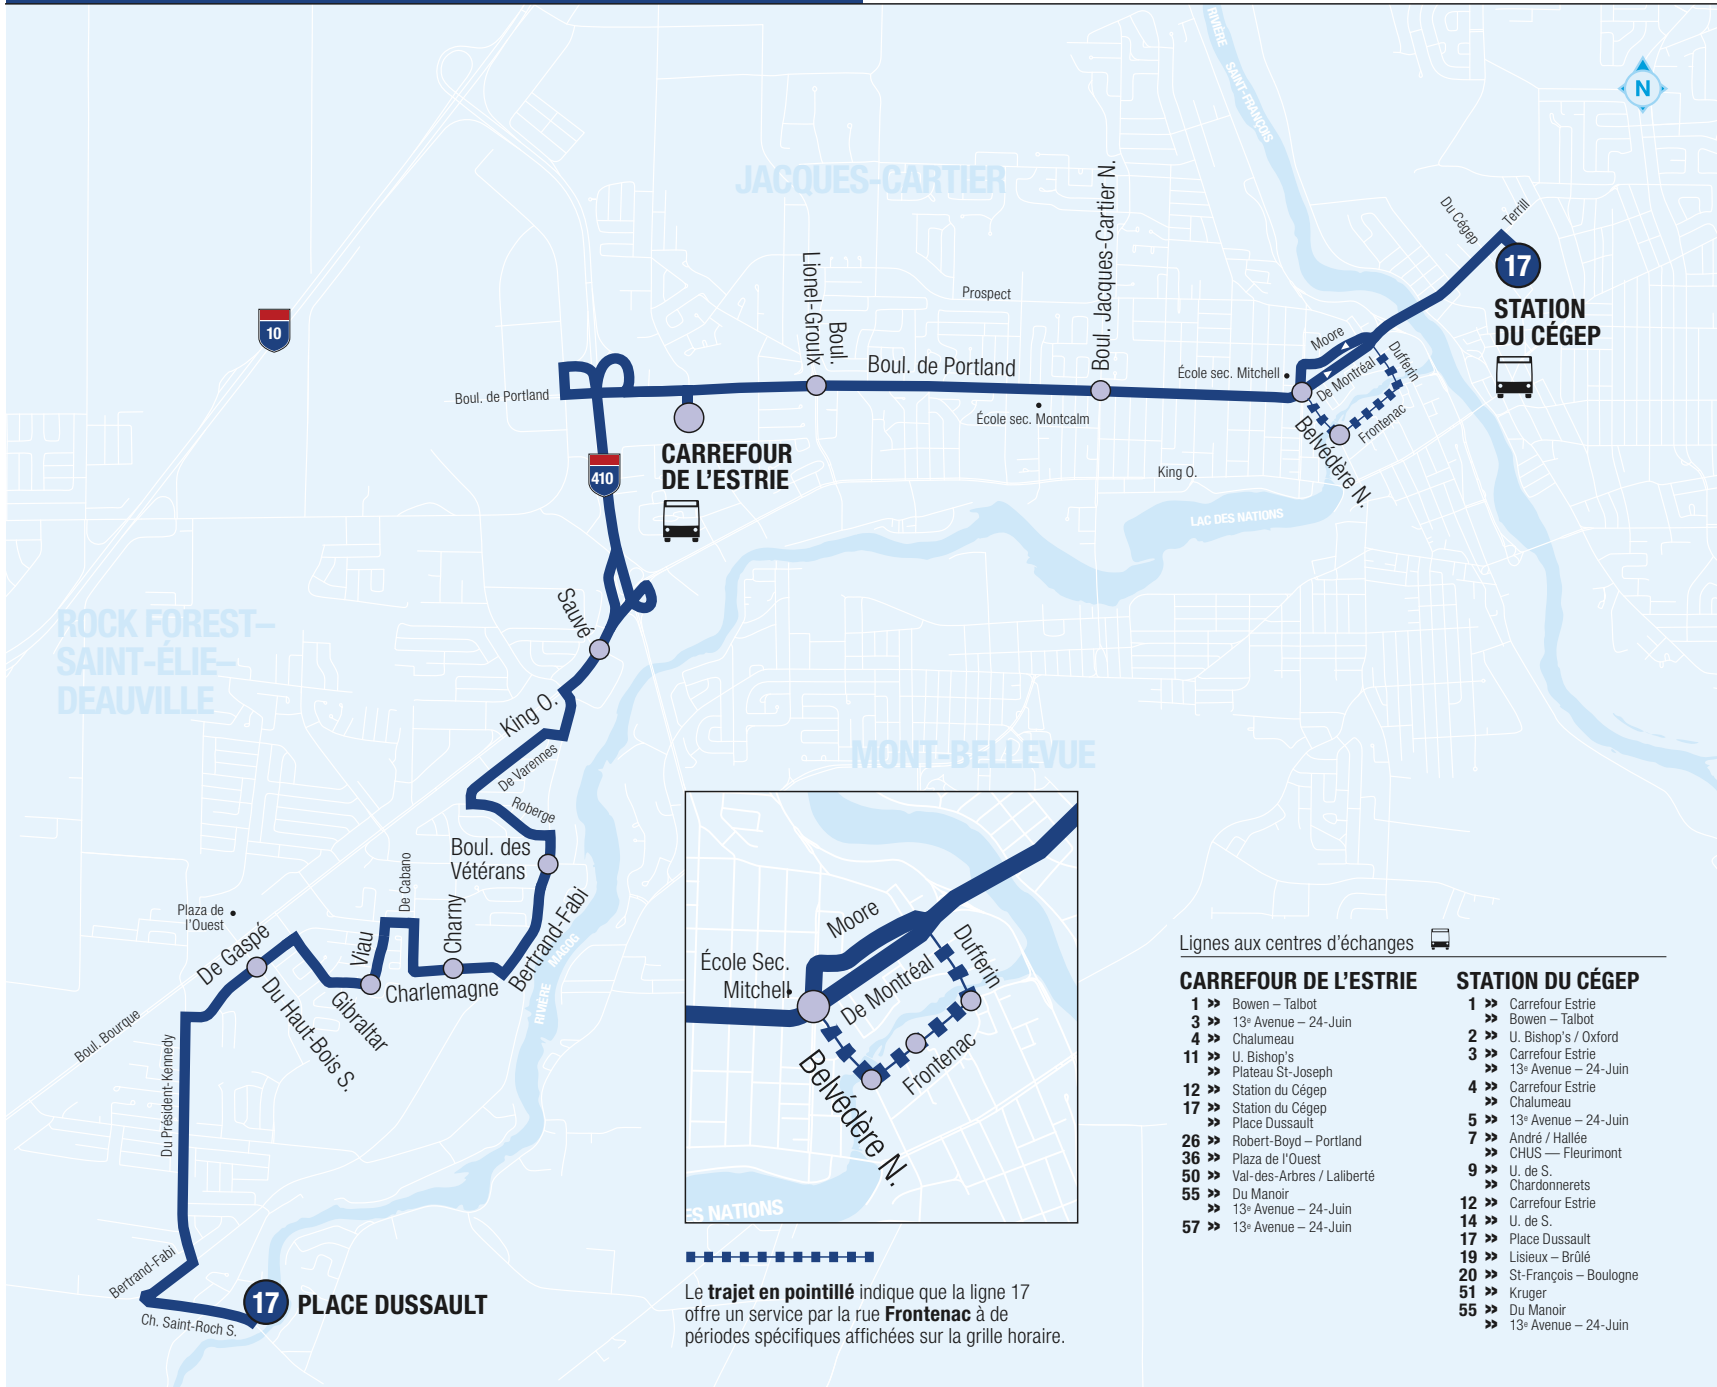 RIVIÈRE
SAINT-FRANÇOIS
N
JACQUES-CARTIER
Du Cégep
Terrill
17
STATION
DU CÉGEP
10
Boul.
Lionel-Groulx
Prospect
Boul. Jacques-Cartier N.
Boul. de Portland
Boul. de Portland
École sec. Mitchell
Moore
De Montréal
Dufferin
Frontenac
Belvédère N.
École sec. Montcalm
CARREFOUR
DE L'ESTRIE
410
King O.
LAC DES NATIONS
ROCK FOREST–
SAINT-ÉLIE–
DEAUVILLE
Sauvé
King O.
De Varennes
Roberge
MONT-BELLEVUE
Boul. des
Vétérans
De Cabano
Charny
Bertrand-Fabi
RIVIÈRE
MAGOG
Plaza de
l'Ouest
De Gaspé
Viau
Charlemagne
Gibraltar
Du Haut-Bois S.
Boul. Bourque
Du Président-Kennedy
Bertrand-Fabi
Ch. Saint-Roch S.
17
PLACE DUSSAULT
Moore
École Sec.
Mitchell
De Montréal
Dufferin
Frontenac
Belvédère N.
ES NATIONS
Le trajet en pointillé indique que la ligne 17
offre un service par la rue Frontenac à de
périodes spécifiques affichées sur la grille horaire.
Lignes aux centres d'échanges
CARREFOUR DE L'ESTRIE
1 » Bowen – Talbot
3 » 13e Avenue – 24-Juin
4 » Chalumeau
11 » U. Bishop's
» Plateau St-Joseph
12 » Station du Cégep
17 » Station du Cégep
» Place Dussault
26 » Robert-Boyd – Portland
36 » Plaza de l'Ouest
50 » Val-des-Arbres / Laliberté
55 » Du Manoir
» 13e Avenue – 24-Juin
57 » 13e Avenue – 24-Juin
STATION DU CÉGEP
1 » Carrefour Estrie
» Bowen – Talbot
2 » U. Bishop's / Oxford
3 » Carrefour Estrie
» 13e Avenue – 24-Juin
4 » Carrefour Estrie
» Chalumeau
5 » 13e Avenue – 24-Juin
7 » André / Hallée
» CHUS — Fleurimont
9 » U. de S.
» Chardonnerets
12 » Carrefour Estrie
14 » U. de S.
17 » Place Dussault
19 » Lisieux – Brûlé
20 » St-François – Boulogne
51 » Kruger
55 » Du Manoir
» 13e Avenue – 24-Juin